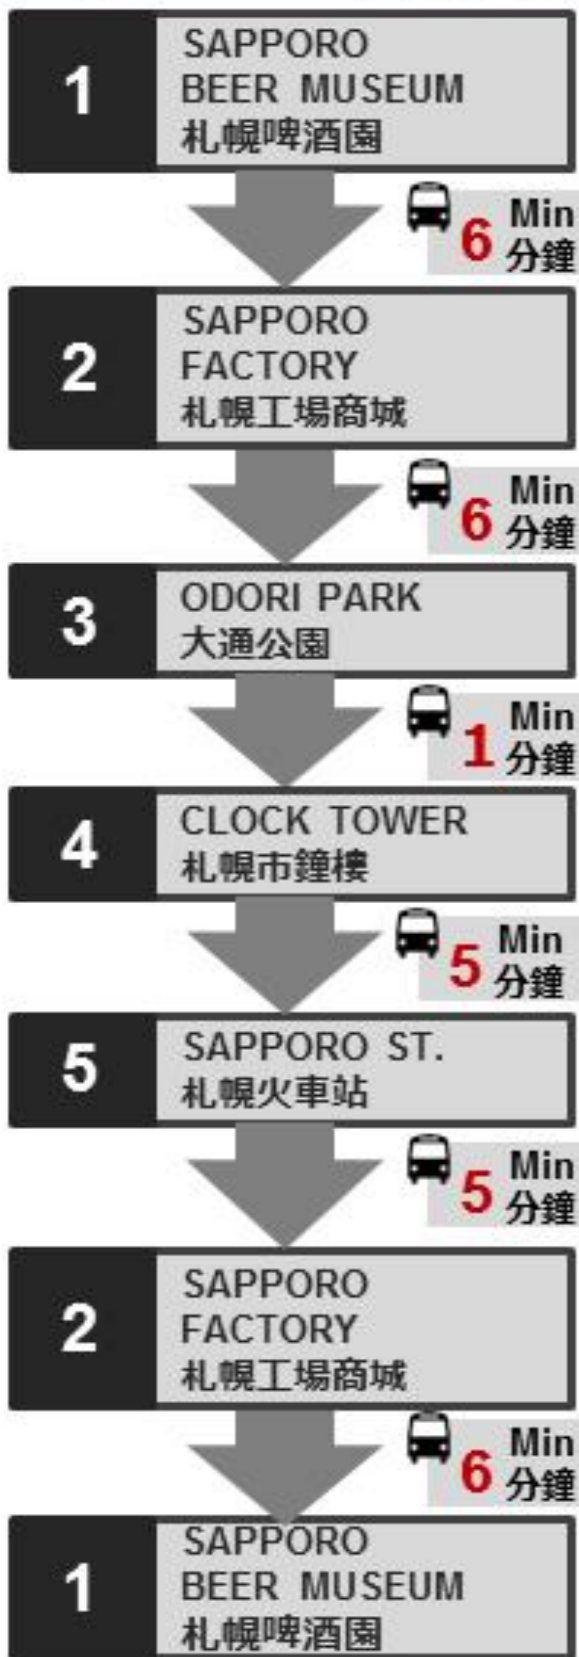 1
SAPPORO
BEER MUSEUM
札幌啤酒園
6 Min
分鐘
2
SAPPORO
FACTORY
札幌工場商城
6 Min
分鐘
3
ODORI PARK
大通公園
1 Min
分鐘
4
CLOCK TOWER
札幌市鐘樓
5 Min
分鐘
5
SAPPORO ST.
札幌火車站
5 Min
分鐘
2
SAPPORO
FACTORY
札幌工場商城
6 Min
分鐘
1
SAPPORO
BEER MUSEUM
札幌啤酒園